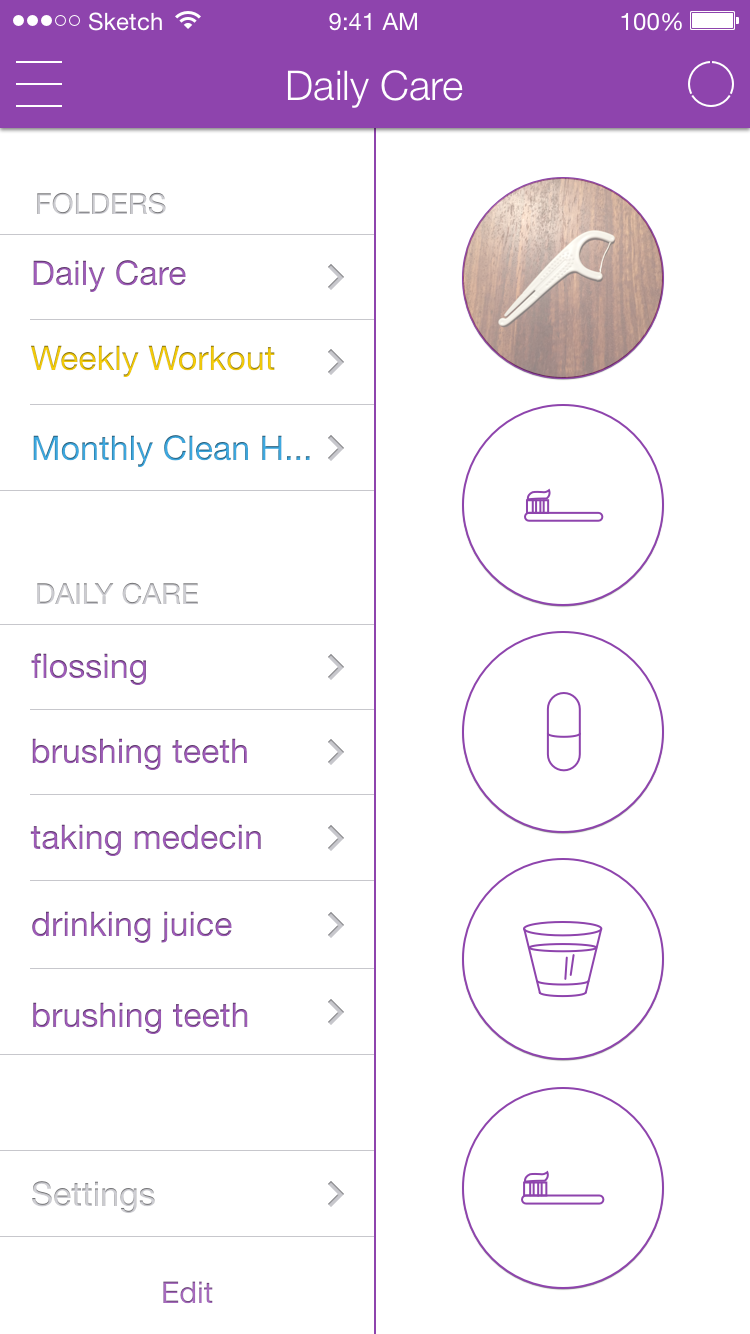 Sketch 9:41 AM 100%
Daily Care
FOLDERS
Daily Care
Weekly Workout
Monthly Clean H...
DAILY CARE
flossing
brushing teeth
taking medecin
drinking juice
brushing teeth
Settings
Edit